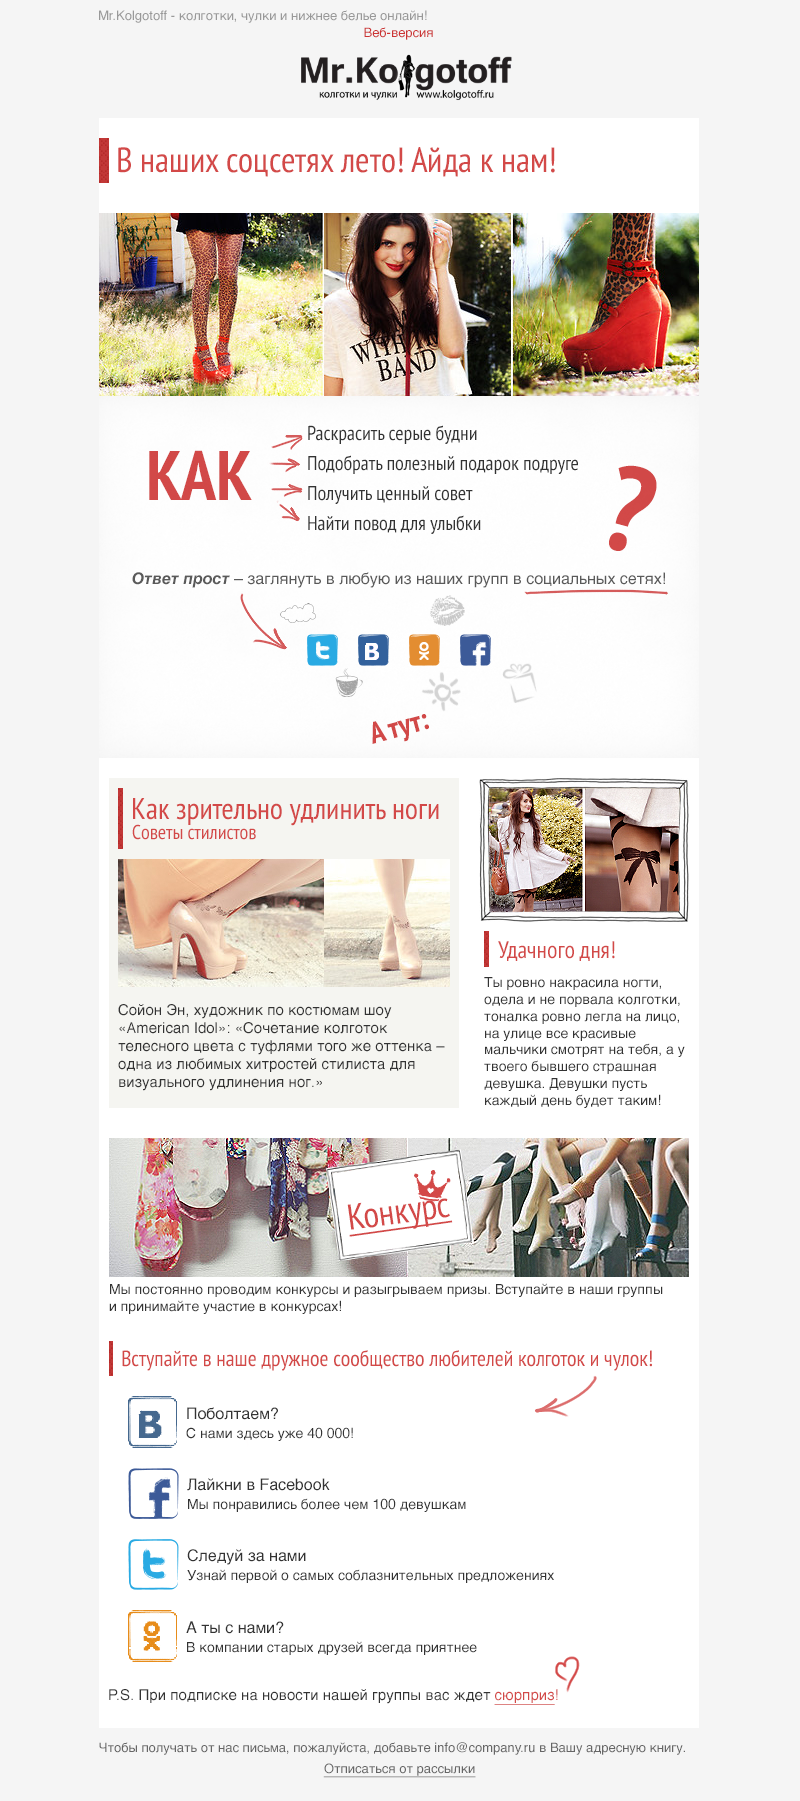 Mr.Kolgotoff - колготки, чулки и нижнее белье онлайн!
Веб-версия
Mr.Kolgotoff
колготки и чулки www.kolgotoff.ru
В наших соцсетях лето! Айда к нам!
WITH THE
BAND
КАК
Раскрасить серые будни
Подобрать полезный подарок подруге
Получить ценный совет
Найти повод для улыбки
?
Ответ прост – заглянуть в любую из наших групп в социальных сетях!
А тут:
Как зрительно удлинить ноги
Советы стилистов
Сойон Эн, художник по костюмам шоу
«American Idol»: «Сочетание колготок
телесного цвета с туфлями того же оттенка –
одна из любимых хитростей стилиста для
визуального удлинения ног.»
Удачного дня!
Ты ровно накрасила ногти,
одела и не порвала колготки,
тоналка ровно легла на лицо,
на улице все красивые
мальчики смотрят на тебя, а у
твоего бывшего страшная
девушка. Девушки пусть
каждый день будет таким!
Конкурс
Мы постоянно проводим конкурсы и разыгрываем призы. Вступайте в наши группы
и принимайте участие в конкурсах!
Вступайте в наше дружное сообщество любителей колготок и чулок!
Поболтаем?
С нами здесь уже 40 000!
Лайкни в Facebook
Мы понравились более чем 100 девушкам
Следуй за нами
Узнай первой о самых соблазнительных предложениях
А ты с нами?
В компании старых друзей всегда приятнее
P.S. При подписке на новости нашей группы вас ждет сюрприз!
Чтобы получать от нас письма, пожалуйста, добавьте info@company.ru в Вашу адресную книгу.
Отписаться от рассылки